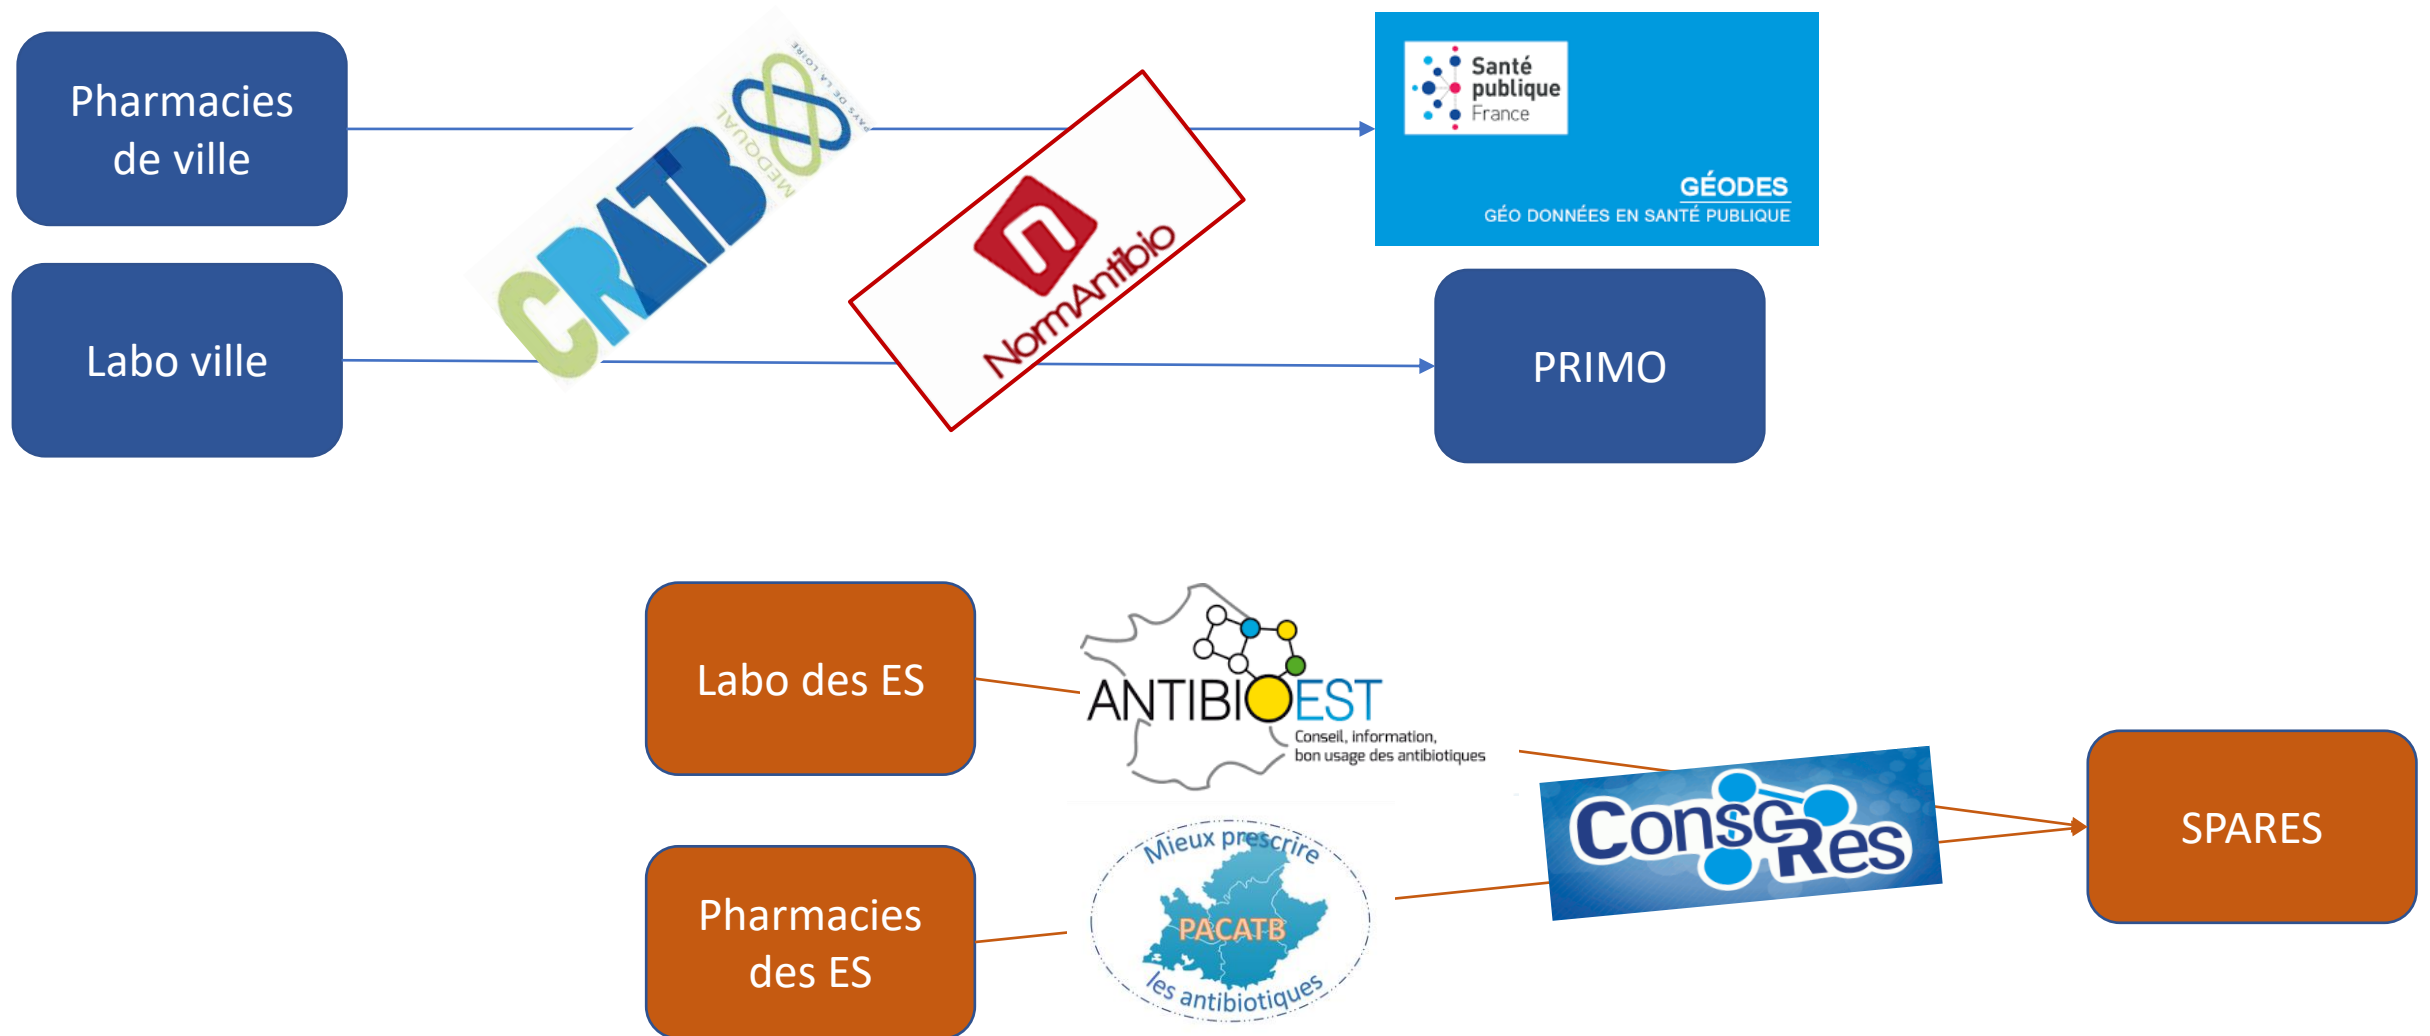 Pharmacies
de ville
CRATB
MEDQUAL
PAYS DE LA LOIRE
NormAntibio
Santé
publique
France
GÉODES
GÉO DONNÉES EN SANTÉ PUBLIQUE
Labo ville
PRIMO
Labo des ES
ANTIBIOEST
Conseil, information,
bon usage des antibiotiques
ConsoRes
SPARES
Pharmacies
des ES
Mieux prescrire
PACATB
les antibiotiques